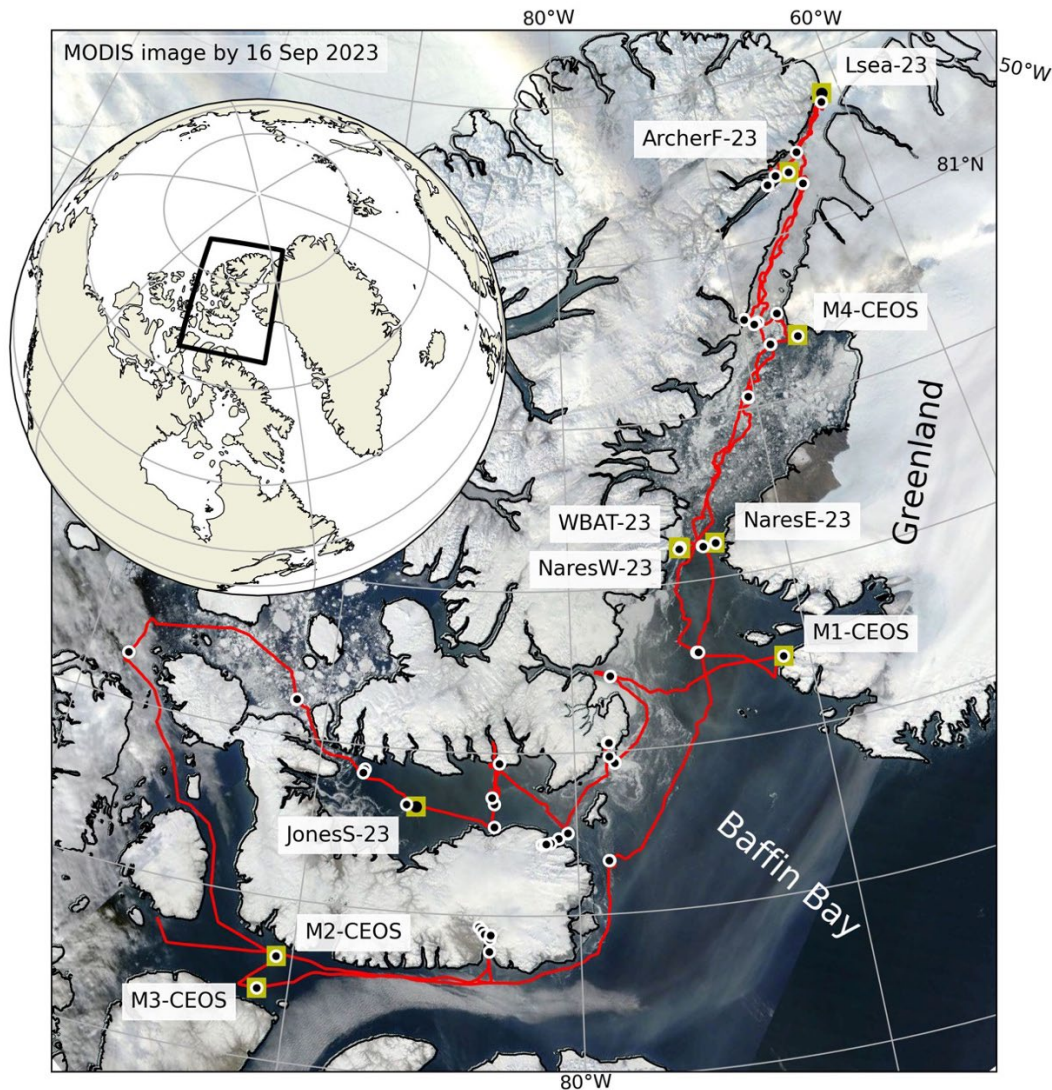 80°W
60°W
50°W
MODIS image by 16 Sep 2023
Lsea-23
ArcherF-23
81°N
M4-CEOS
Greenland
WBAT-23
NaresE-23
NaresW-23
M1-CEOS
JonesS-23
Baffin Bay
M2-CEOS
M3-CEOS
80°W